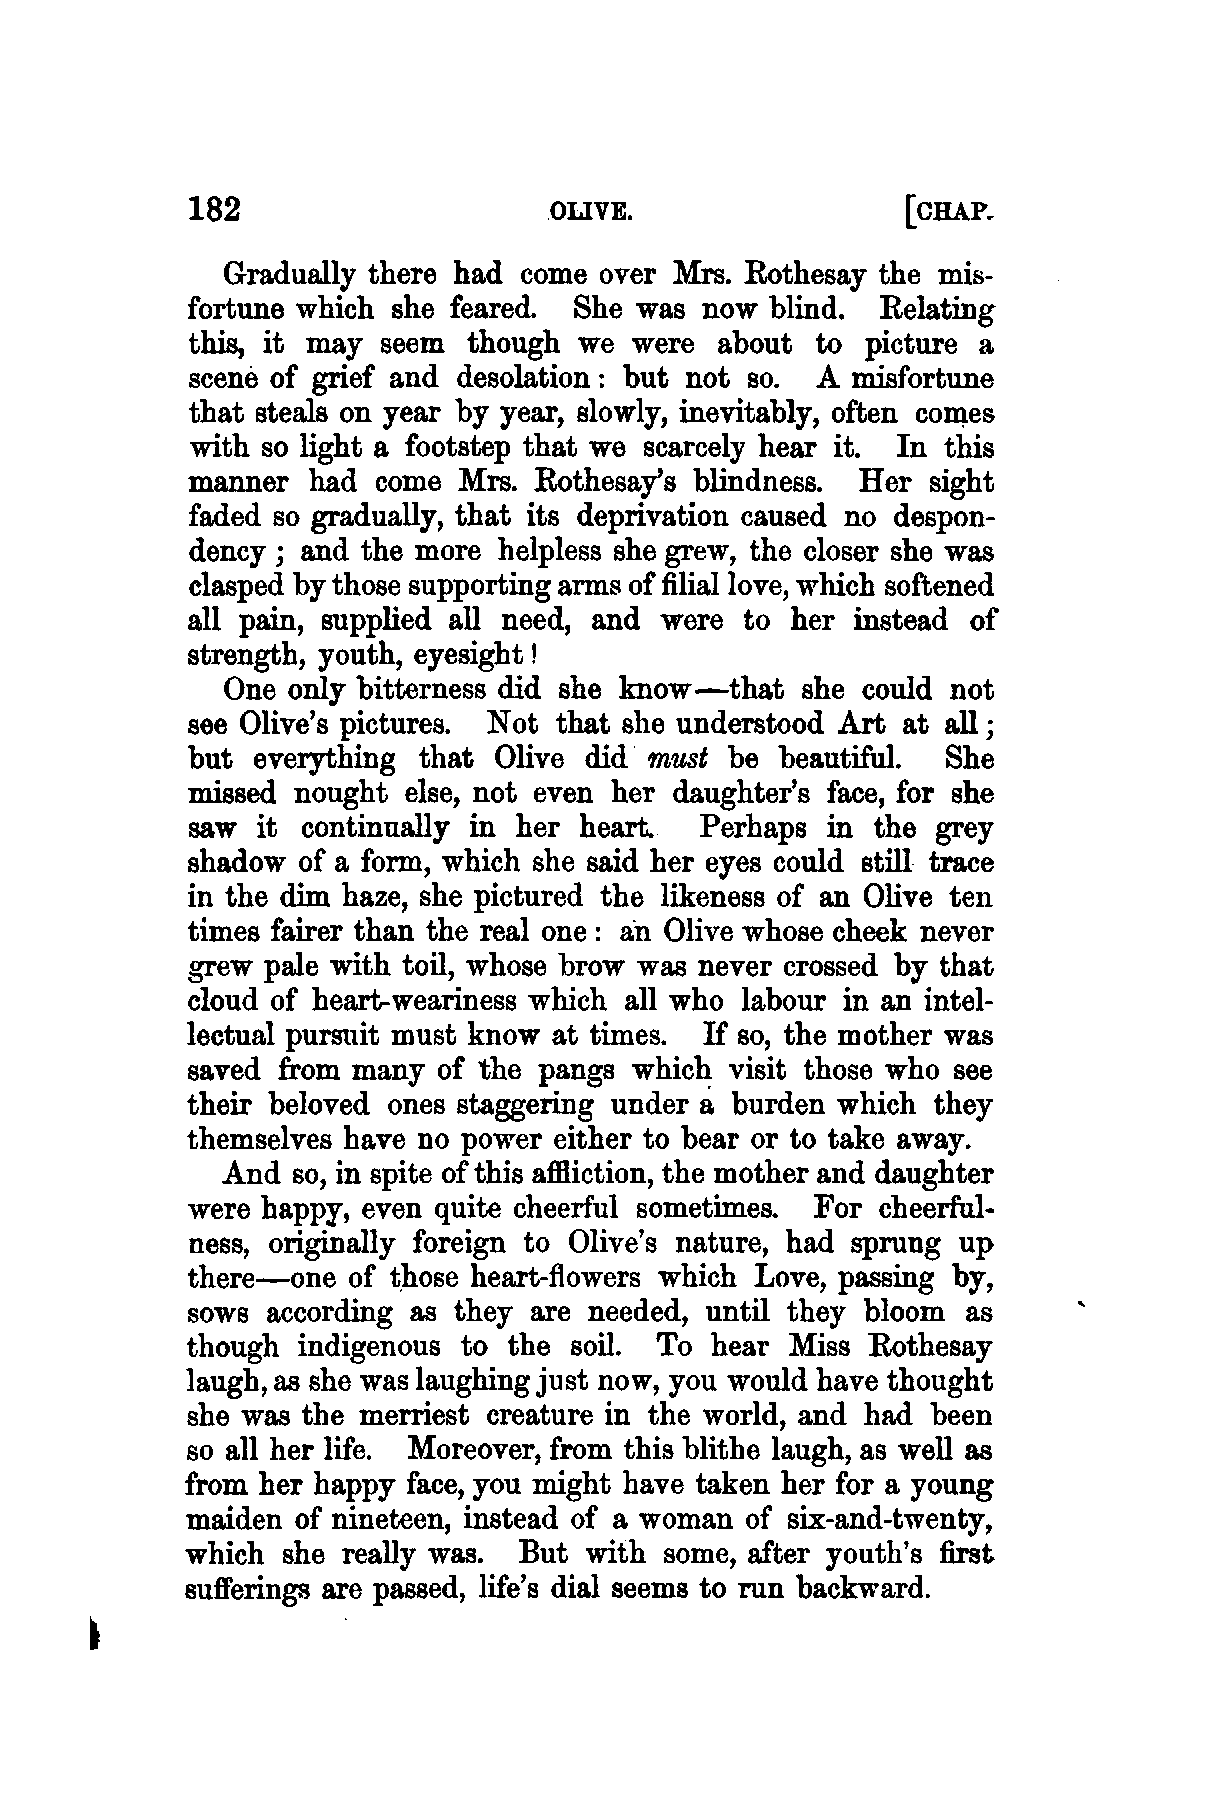 182 OLIVE. [CHAP.
Gradually there had come over Mrs. Rothesay the mis-
fortune which she feared. She was now blind. Relating
this, it may seem though we were about to picture a
scene of grief and desolation: but not so. A misfortune
that steals on year by year, slowly, inevitably, often comes
with so light a footstep that we scarcely hear it. In this
manner had come Mrs. Rothesay's blindness. Her sight
faded so gradually, that its deprivation caused no despon-
dency; and the more helpless she grew, the closer she was
clasped by those supporting arms of filial love, which softened
all pain, supplied all need, and were to her instead of
strength, youth, eyesight!
One only bitterness did she know—that she could not
see Olive's pictures. Not that she understood Art at all;
but everything that Olive did must be beautiful. She
missed nought else, not even her daughter's face, for she
saw it continually in her heart. Perhaps in the grey
shadow of a form, which she said her eyes could still trace
in the dim haze, she pictured the likeness of an Olive ten
times fairer than the real one: an Olive whose cheek never
grew pale with toil, whose brow was never crossed by that
cloud of heart-weariness which all who labour in an intel-
lectual pursuit must know at times. If so, the mother was
saved from many of the pangs which visit those who see
their beloved ones staggering under a burden which they
themselves have no power either to bear or to take away.
And so, in spite of this affliction, the mother and daughter
were happy, even quite cheerful sometimes. For cheerful-
ness, originally foreign to Olive's nature, had sprung up
there—one of those heart-flowers which Love, passing by,
sows according as they are needed, until they bloom as
though indigenous to the soil. To hear Miss Rothesay
laugh, as she was laughing just now, you would have thought
she was the merriest creature in the world, and had been
so all her life. Moreover, from this blithe laugh, as well as
from her happy face, you might have taken her for a young
maiden of nineteen, instead of a woman of six-and-twenty,
which she really was. But with some, after youth's first
sufferings are passed, life's dial seems to run backward.